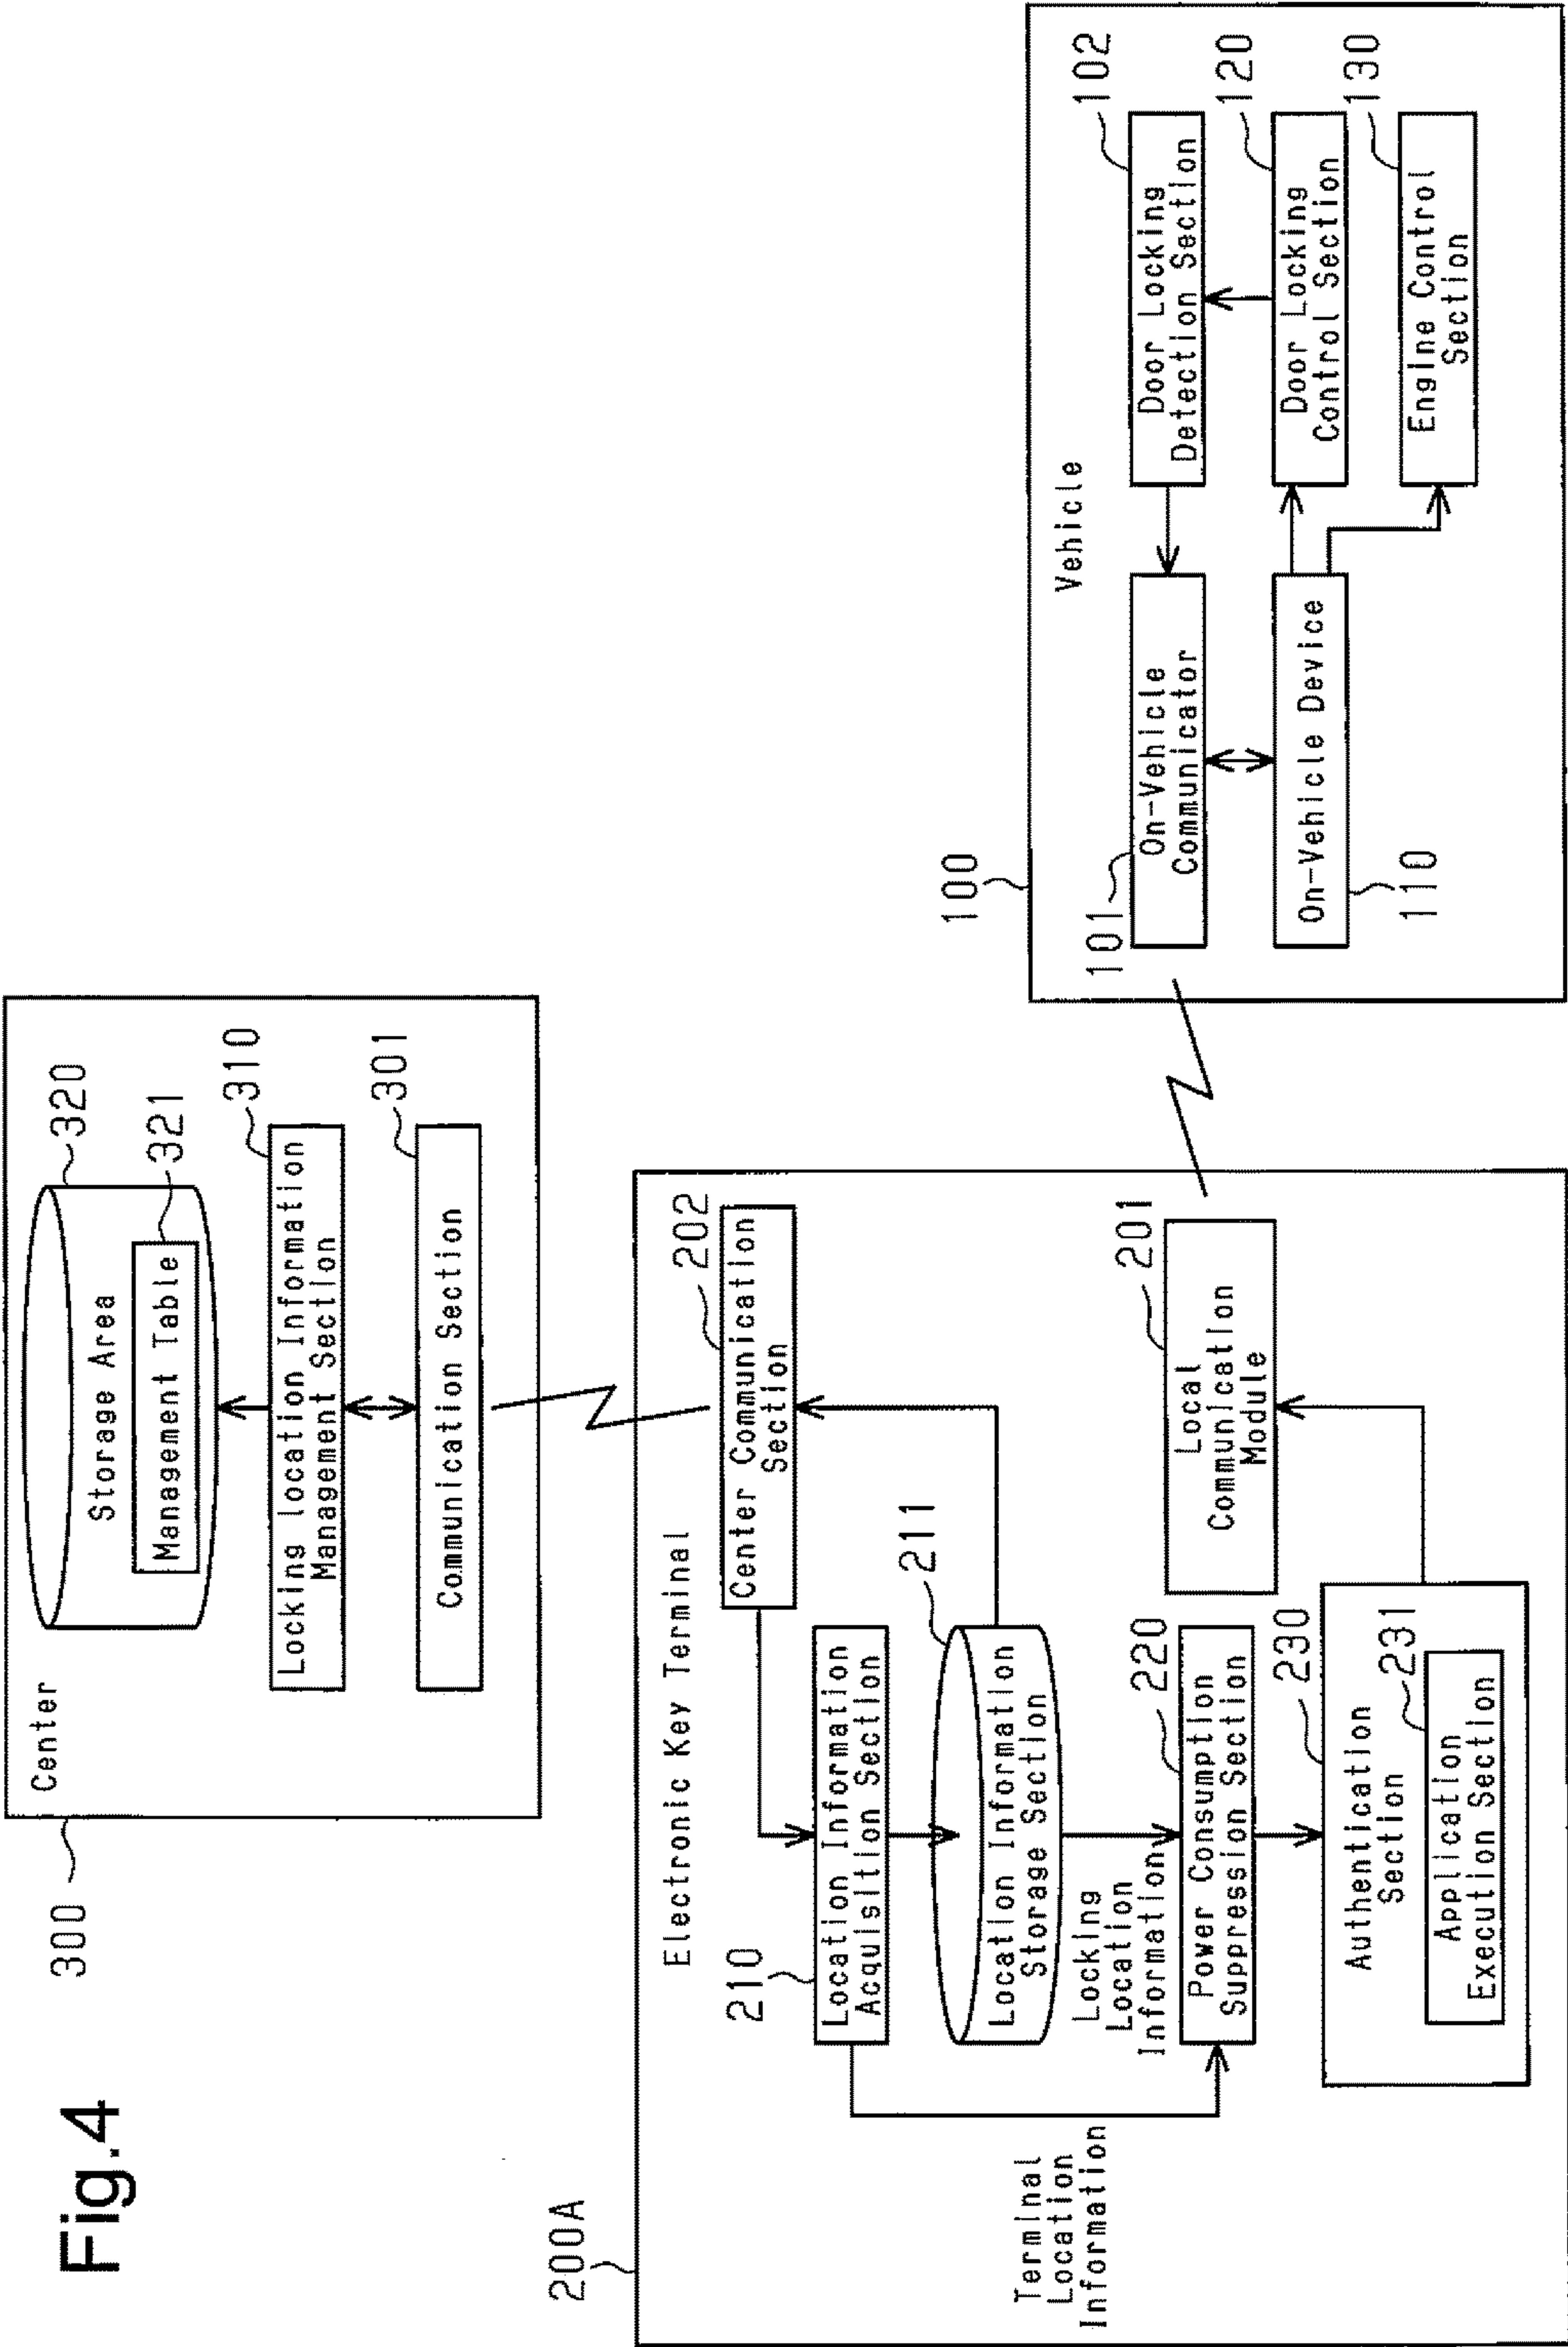 Fig.4
300
Center
Storage Area
320
Management Table
321
Locking location Information
Management Section
310
Communication Section
301
200A
Electronic Key Terminal
Center Communication
Section
202
210
Location Information
Acquisition Section
Location Information
Storage Section
211
Terminal
Location
Information
Locking
Location
Information
Power Consumption
Suppression Section
220
Local
Communication
Module
201
Authentication
Section
230
Application
Execution Section
231
100
Vehicle
101
On-Vehicle
Communicator
Door Locking
Detection Section
102
On-Vehicle Device
110
Door Locking
Control Section
120
Engine Control
Section
130